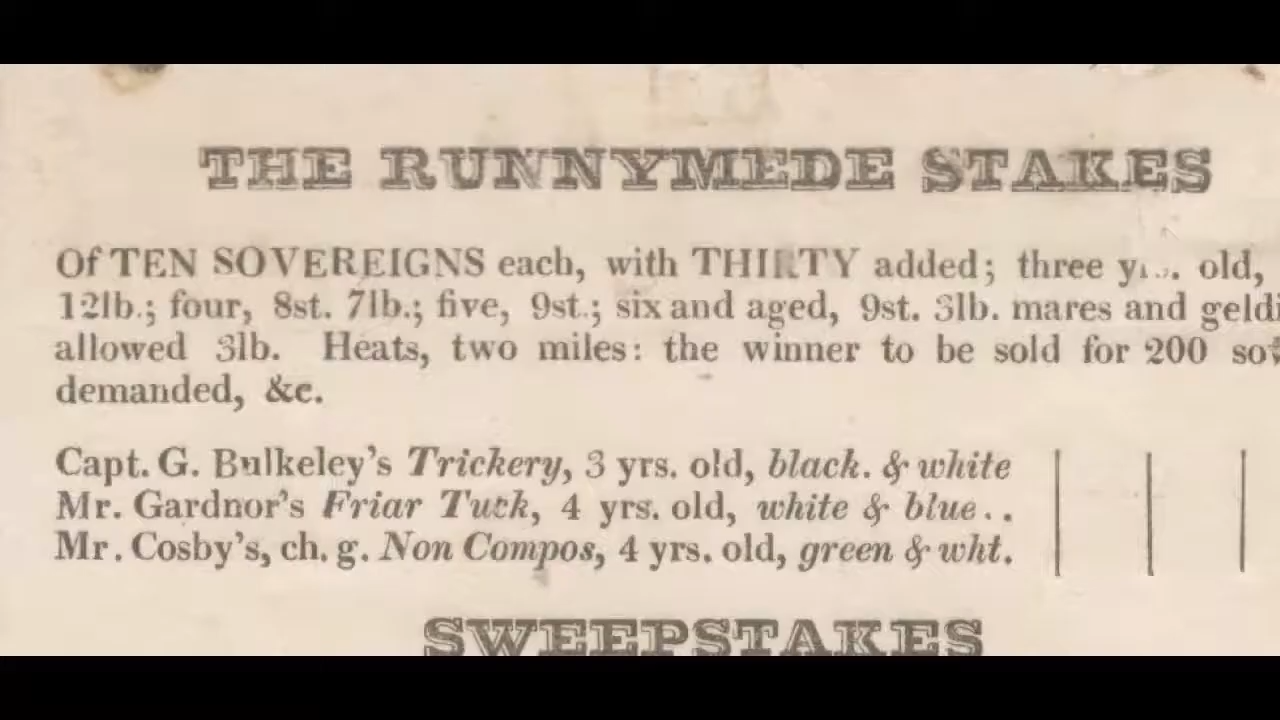 THE RUNNYMEDE STAKES
Of TEN SOVEREIGNS each, with THIRTY added; three old,
12lb.; four, 8st. 7lb.; five, 9st.; six and aged, 9st. 3lb. mares and
allowed 3lb. Heats, two miles: the winner to be sold for 200
demanded, &c.
Capt. G. Bulkeley's Trickery, 3 yrs. old, black. & white
Mr. Gardnor's Friar Tuck, 4 yrs. old, white & blue..
Mr. Cosby's, ch. g. Non Compos, 4 yrs. old, green & wht.
SWEEPSTAKES